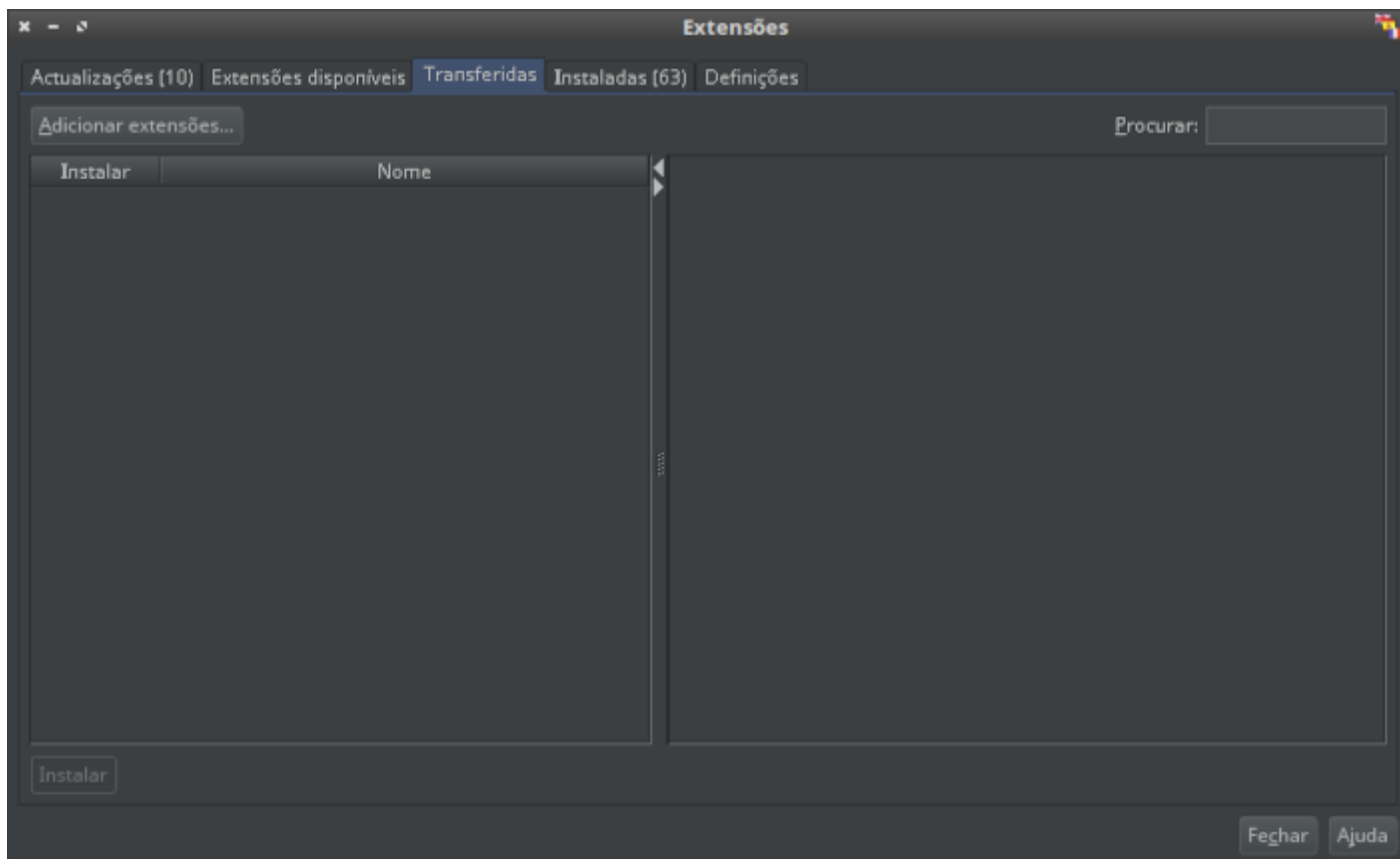 Extensões
Actualizações (10) Extensões disponíveis Transferidas Instaladas (63) Definições
Adicionar extensões... Procurar:
Instalar Nome
Instalar
Fechar Ajuda